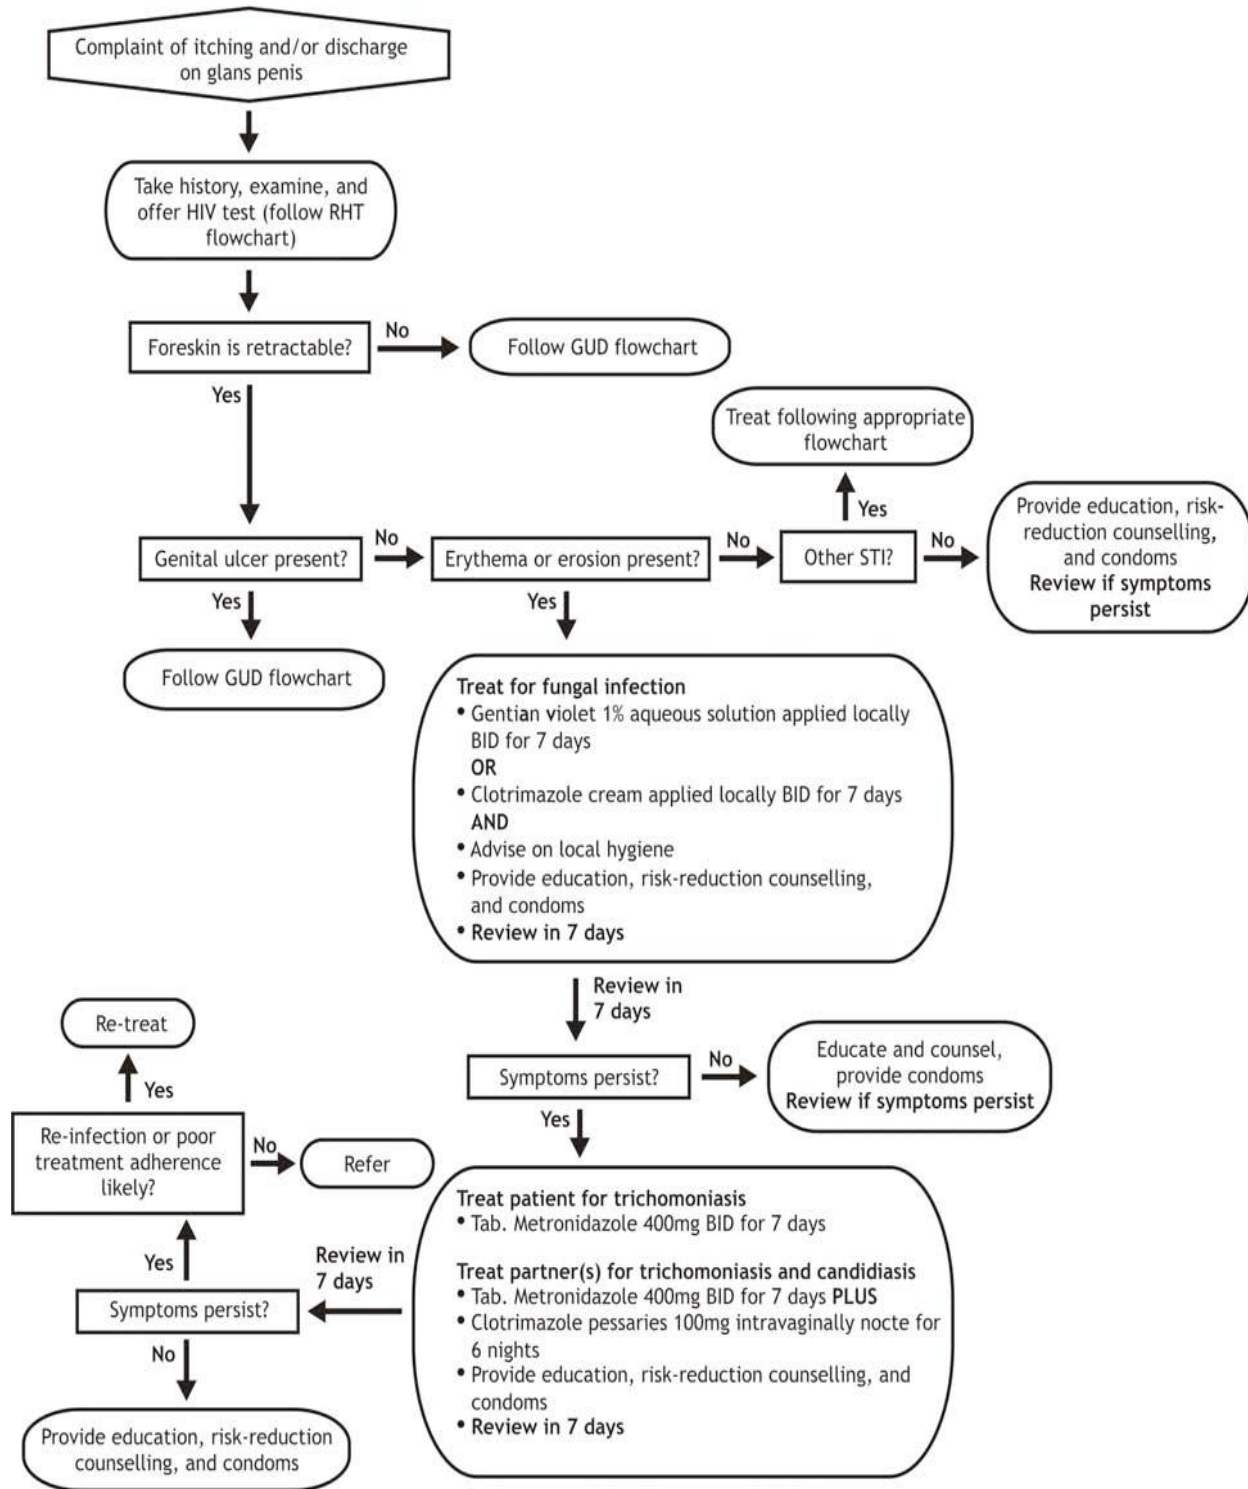 Complaint of itching and/or discharge
on glans penis
Take history, examine, and
offer HIV test (follow RHT
flowchart)
Foreskin is retractable?
No
Follow GUD flowchart
Yes
Treat following appropriate
flowchart
Yes
Genital ulcer present?
No
Erythema or erosion present?
No
Other STI?
No
Provide education, risk-
reduction counselling,
and condoms
Review if symptoms
persist
Yes
Follow GUD flowchart
Yes
Treat for fungal infection
• Gentian violet 1% aqueous solution applied locally
BID for 7 days
OR
• Clotrimazole cream applied locally BID for 7 days
AND
• Advise on local hygiene
• Provide education, risk-reduction counselling,
and condoms
• Review in 7 days
Review in
7 days
Symptoms persist?
No
Educate and counsel,
provide condoms
Review if symptoms persist
Yes
Treat patient for trichomoniasis
• Tab. Metronidazole 400mg BID for 7 days
Treat partner(s) for trichomoniasis and candidiasis
• Tab. Metronidazole 400mg BID for 7 days PLUS
• Clotrimazole pessaries 100mg intravaginally nocte for
6 nights
• Provide education, risk-reduction counselling, and
condoms
• Review in 7 days
Review in
7 days
Symptoms persist?
Yes
Re-infection or poor
treatment adherence
likely?
Yes
Re-treat
No
Refer
No
Provide education, risk-reduction
counselling, and condoms